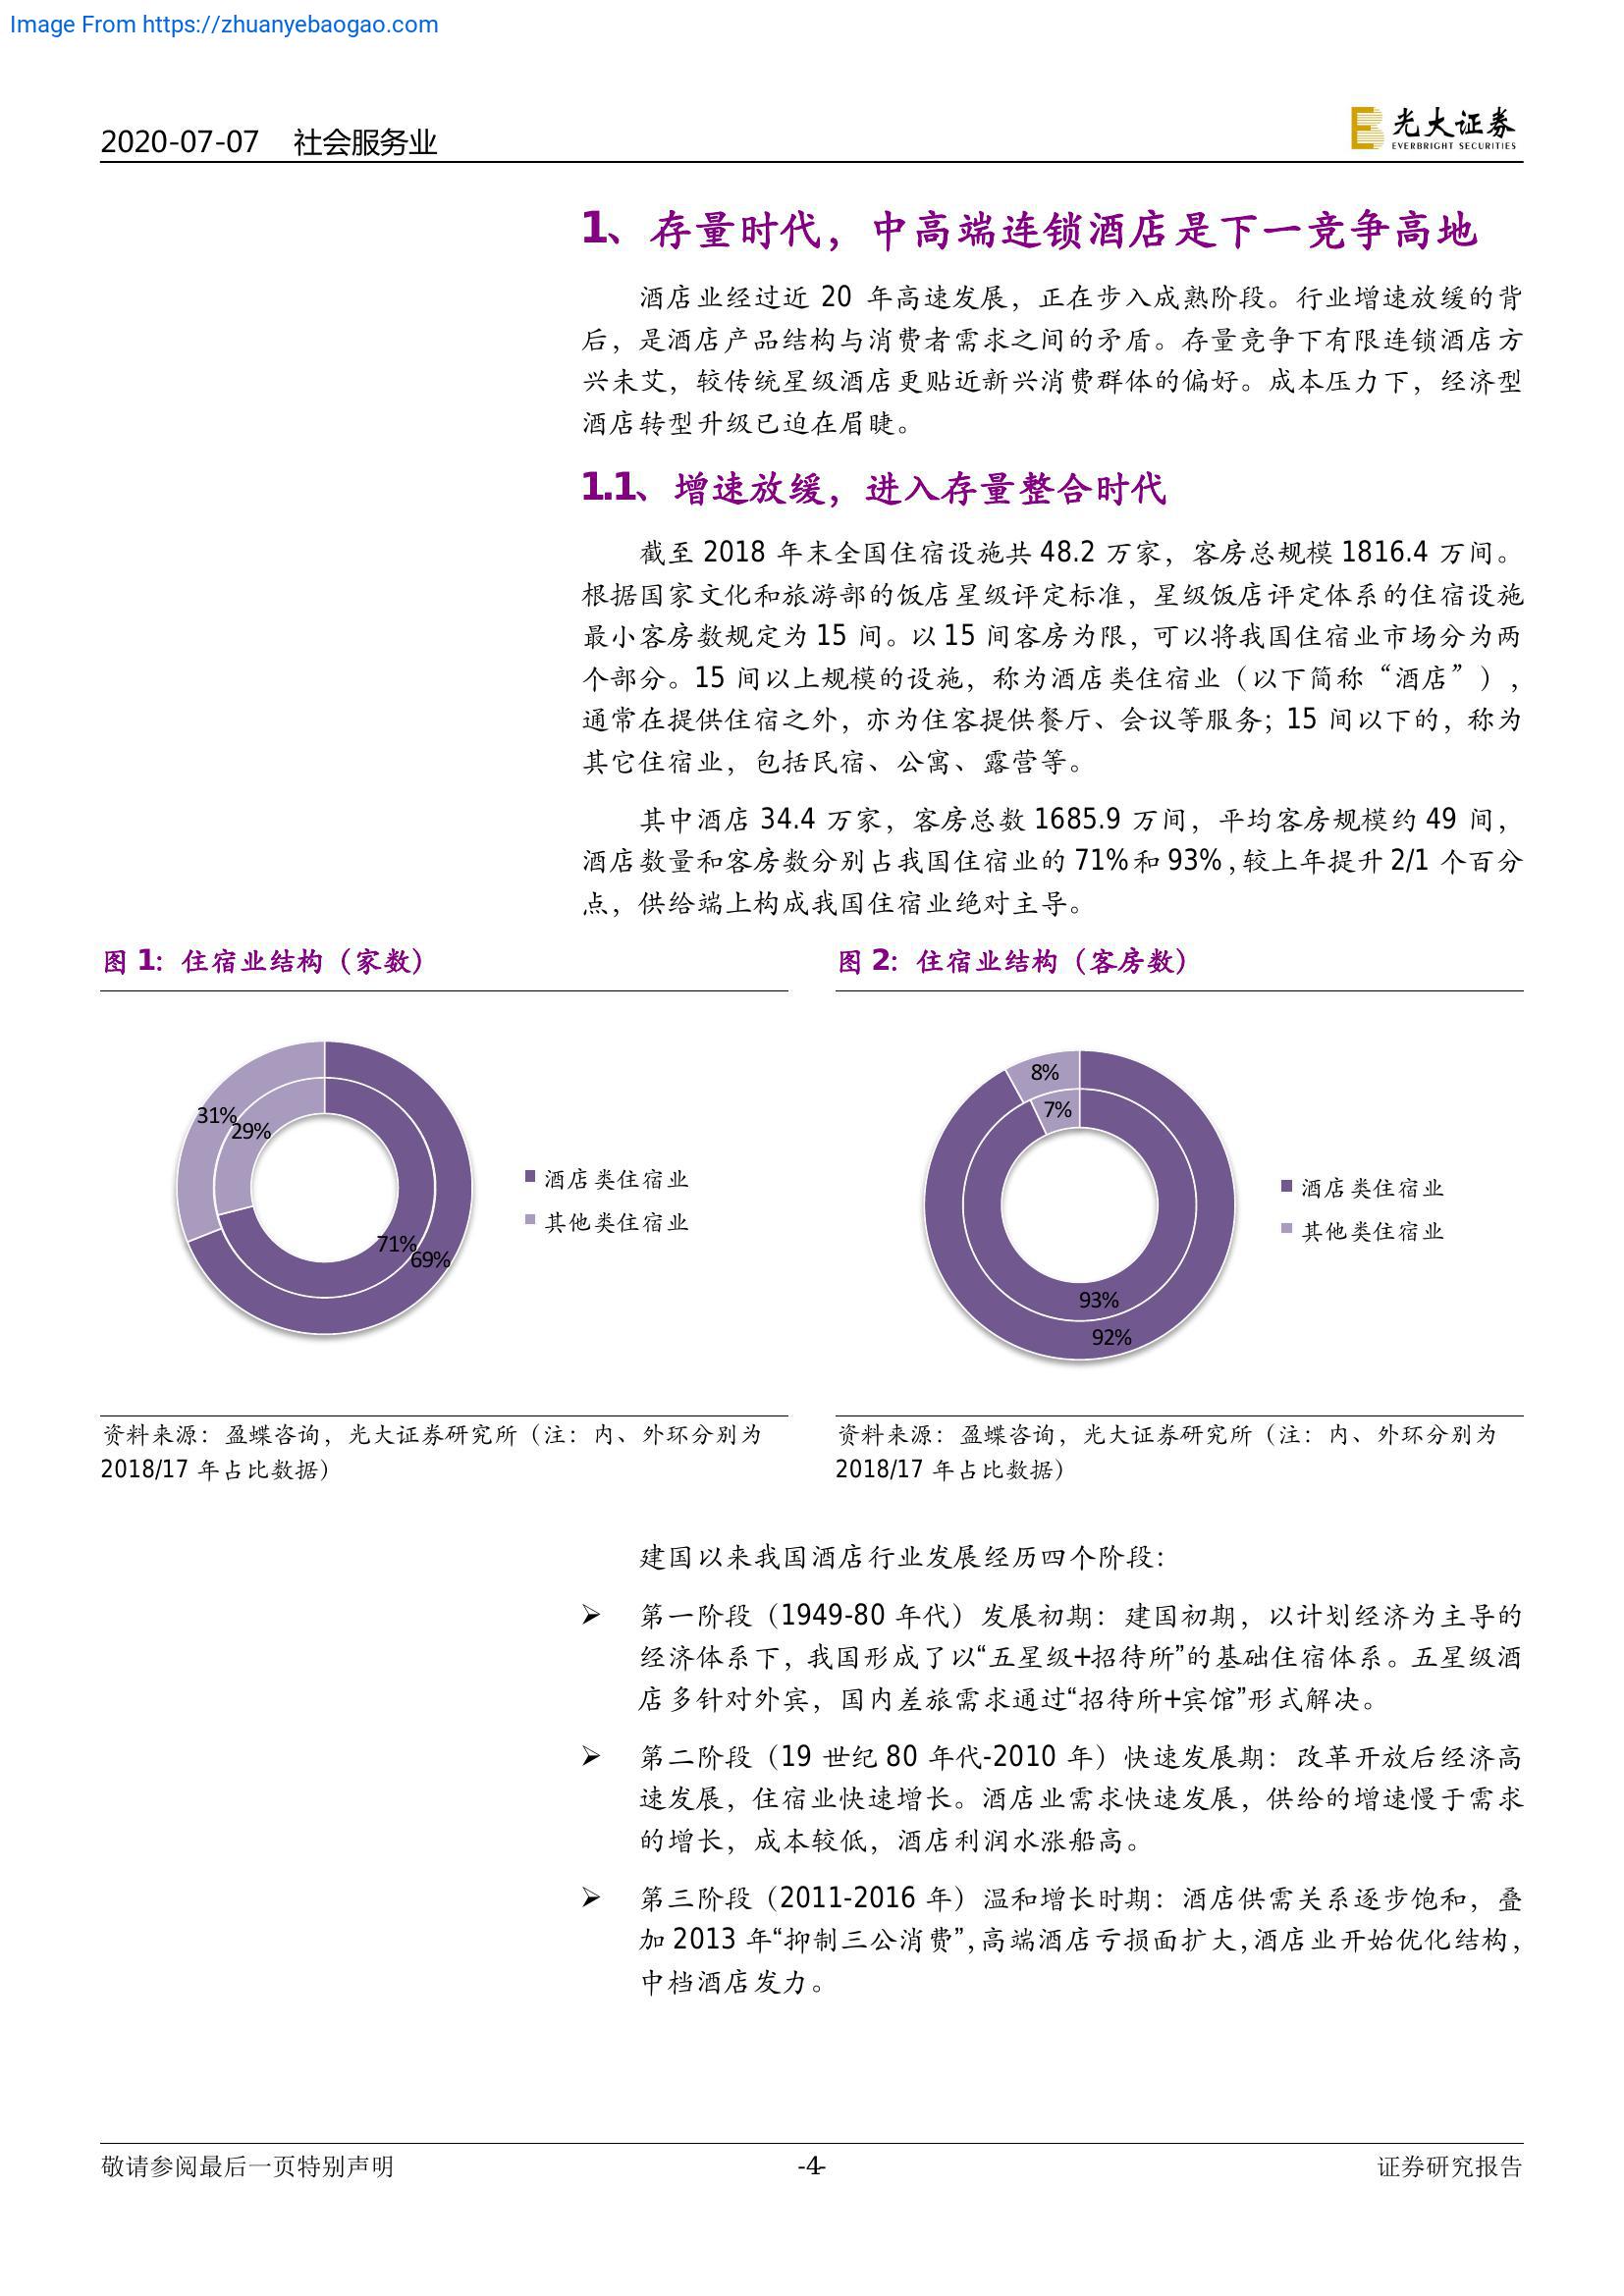 Image From https://zhuanyebaogao.com
2020-07-07 社会服务业
光大证券
EVERBRIGHT SECURITIES
1、存量时代，中高端连锁酒店是下一竞争高地
酒店业经过近 20 年高速发展，正在步入成熟阶段。行业增速放缓的背
后，是酒店产品结构与消费者需求之间的矛盾。存量竞争下有限连锁酒店方
兴未艾，较传统星级酒店更贴近新兴消费群体的偏好。成本压力下，经济型
酒店转型升级已迫在眉睫。
1.1、增速放缓，进入存量整合时代
截至 2018 年末全国住宿设施共 48.2 万家，客房总规模 1816.4 万间。
根据国家文化和旅游部的饭店星级评定标准，星级饭店评定体系的住宿设施
最小客房数规定为 15 间。以 15 间客房为限，可以将我国住宿业市场分为两
个部分。15 间以上规模的设施，称为酒店类住宿业（以下简称“酒店”），
通常在提供住宿之外，亦为住客提供餐厅、会议等服务；15 间以下的，称为
其它住宿业，包括民宿、公寓、露营等。
其中酒店 34.4 万家，客房总数 1685.9 万间，平均客房规模约 49 间，
酒店数量和客房数分别占我国住宿业的 71%和 93%，较上年提升 2/1 个百分
点，供给端上构成我国住宿业绝对主导。
图 1：住宿业结构（家数）
31%
29%
71%
69%
酒店类住宿业
其他类住宿业
资料来源：盈蝶咨询，光大证券研究所（注：内、外环分别为
2018/17 年占比数据）
图 2：住宿业结构（客房数）
8%
7%
93%
92%
酒店类住宿业
其他类住宿业
资料来源：盈蝶咨询，光大证券研究所（注：内、外环分别为
2018/17 年占比数据）
建国以来我国酒店行业发展经历四个阶段：
➢ 第一阶段（1949-80 年代）发展初期：建国初期，以计划经济为主导的
经济体系下，我国形成了以“五星级+招待所”的基础住宿体系。五星级酒
店多针对外宾，国内差旅需求通过“招待所+宾馆”形式解决。
➢ 第二阶段（19 世纪 80 年代-2010 年）快速发展期：改革开放后经济高
速发展，住宿业快速增长。酒店业需求快速发展，供给的增速慢于需求
的增长，成本较低，酒店利润水涨船高。
➢ 第三阶段（2011-2016 年）温和增长时期：酒店供需关系逐步饱和，叠
加 2013 年“抑制三公消费”，高端酒店亏损面扩大，酒店业开始优化结构，
中档酒店发力。
敬请参阅最后一页特别声明 -4- 证券研究报告